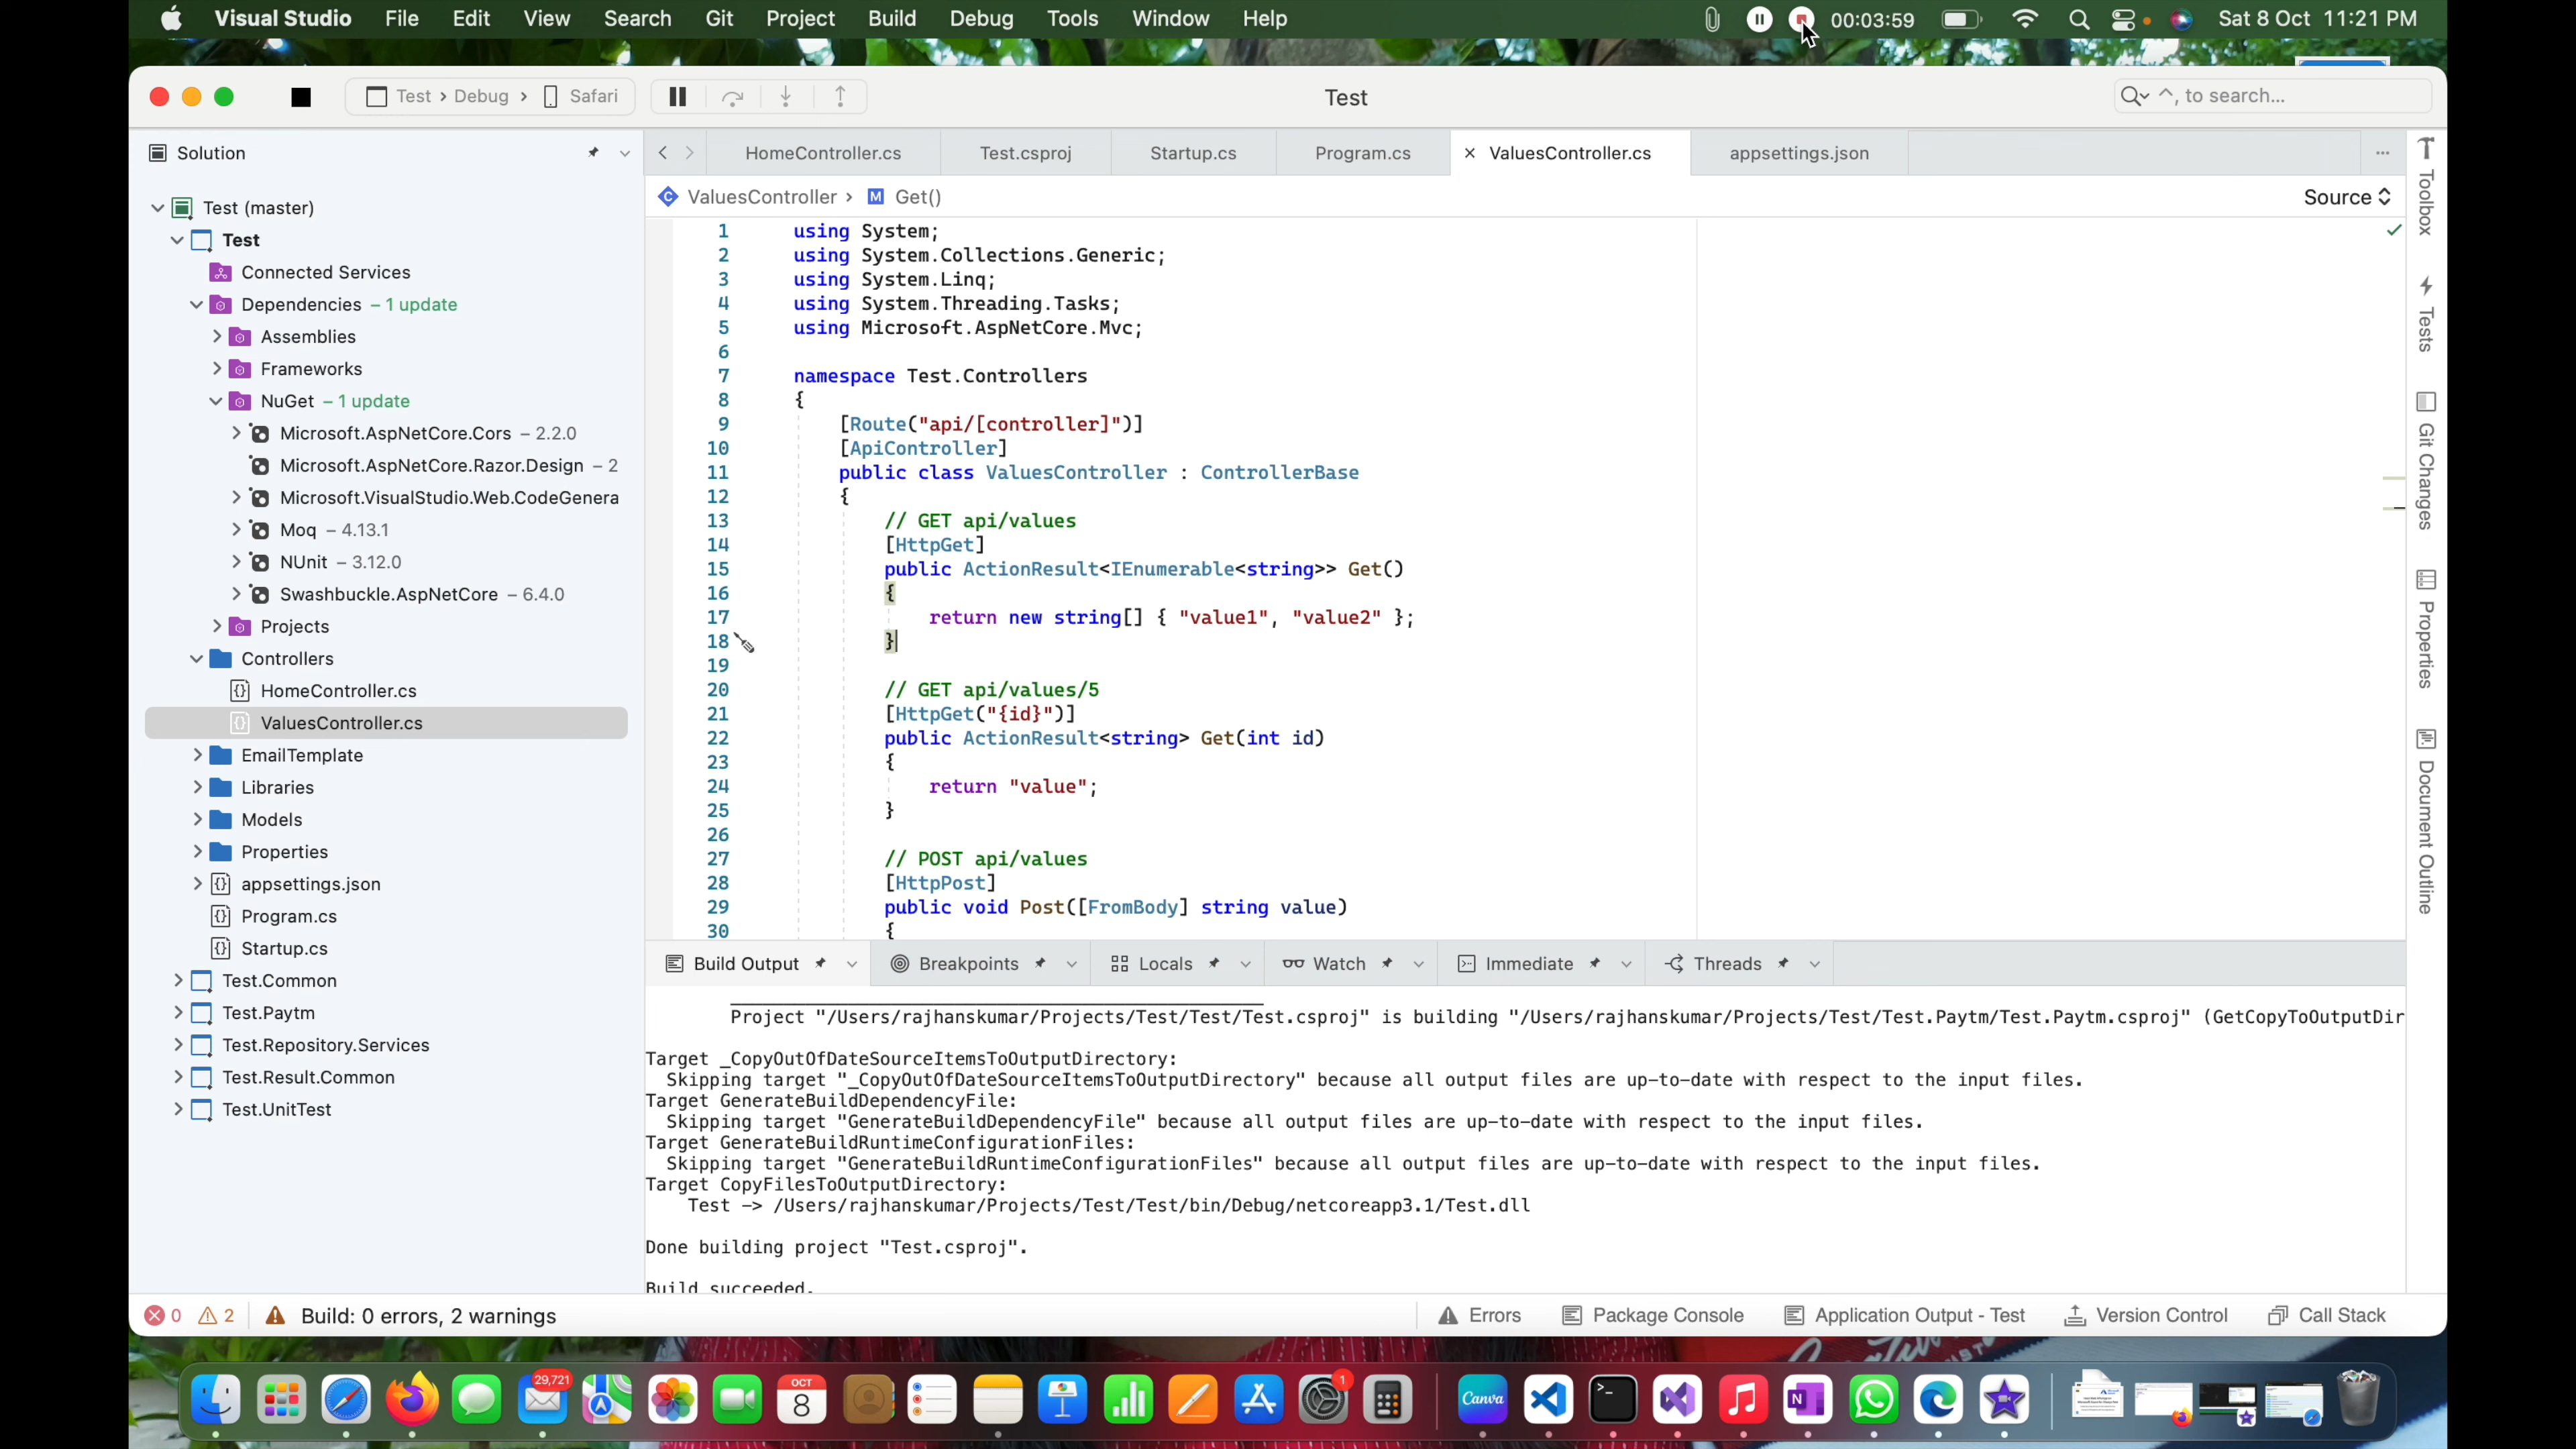 Visual Studio File Edit View Search Git Project Build Debug Tools Window Help 00:03:59 Sat 8 Oct 11:21 PM
Test › Debug › Safari
Test
^, to search...
Solution
HomeController.cs Test.csproj Startup.cs Program.cs × ValuesController.cs appsettings.json ...
ValuesController › M Get()
Source
Test (master)
Test
Connected Services
Dependencies – 1 update
Assemblies
Frameworks
NuGet – 1 update
Microsoft.AspNetCore.Cors – 2.2.0
Microsoft.AspNetCore.Razor.Design – 2
Microsoft.VisualStudio.Web.CodeGenera
Moq – 4.13.1
NUnit – 3.12.0
Swashbuckle.AspNetCore – 6.4.0
Projects
Controllers
HomeController.cs
ValuesController.cs
EmailTemplate
Libraries
Models
Properties
appsettings.json
Program.cs
Startup.cs
Test.Common
Test.Paytm
Test.Repository.Services
Test.Result.Common
Test.UnitTest
1 using System;
2 using System.Collections.Generic;
3 using System.Linq;
4 using System.Threading.Tasks;
5 using Microsoft.AspNetCore.Mvc;
6
7 namespace Test.Controllers
8 {
9 [Route("api/[controller]")]
10 [ApiController]
11 public class ValuesController : ControllerBase
12 {
13 // GET api/values
14 [HttpGet]
15 public ActionResult<IEnumerable<string>> Get()
16 {
17 return new string[] { "value1", "value2" };
18 }
19
20 // GET api/values/5
21 [HttpGet("{id}")]
22 public ActionResult<string> Get(int id)
23 {
24 return "value";
25 }
26
27 // POST api/values
28 [HttpPost]
29 public void Post([FromBody] string value)
30 {
Toolbox
Tests
Git Changes
Properties
Document Outline
Build Output Breakpoints Locals Watch Immediate Threads
Project "/Users/rajhanskumar/Projects/Test/Test/Test.csproj" is building "/Users/rajhanskumar/Projects/Test/Test.Paytm/Test.Paytm.csproj" (GetCopyToOutputDir
Target _CopyOutOfDateSourceItemsToOutputDirectory:
Skipping target "_CopyOutOfDateSourceItemsToOutputDirectory" because all output files are up-to-date with respect to the input files.
Target GenerateBuildDependencyFile:
Skipping target "GenerateBuildDependencyFile" because all output files are up-to-date with respect to the input files.
Target GenerateBuildRuntimeConfigurationFiles:
Skipping target "GenerateBuildRuntimeConfigurationFiles" because all output files are up-to-date with respect to the input files.
Target CopyFilesToOutputDirectory:
Test -> /Users/rajhanskumar/Projects/Test/Test/bin/Debug/netcoreapp3.1/Test.dll
Done building project "Test.csproj".
Build succeeded.
0 2 Build: 0 errors, 2 warnings
Errors Package Console Application Output - Test Version Control Call Stack
29,721
OCT
8
1
Canva
N